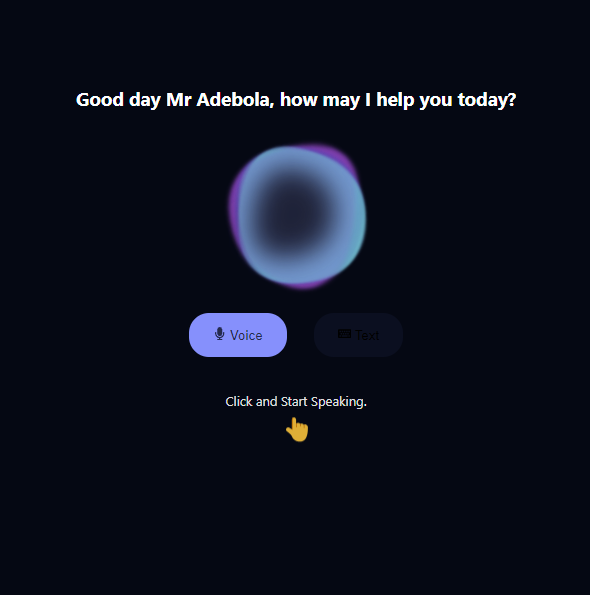 Good day Mr Adebola, how may I help you today?
Voice
Text
Click and Start Speaking.